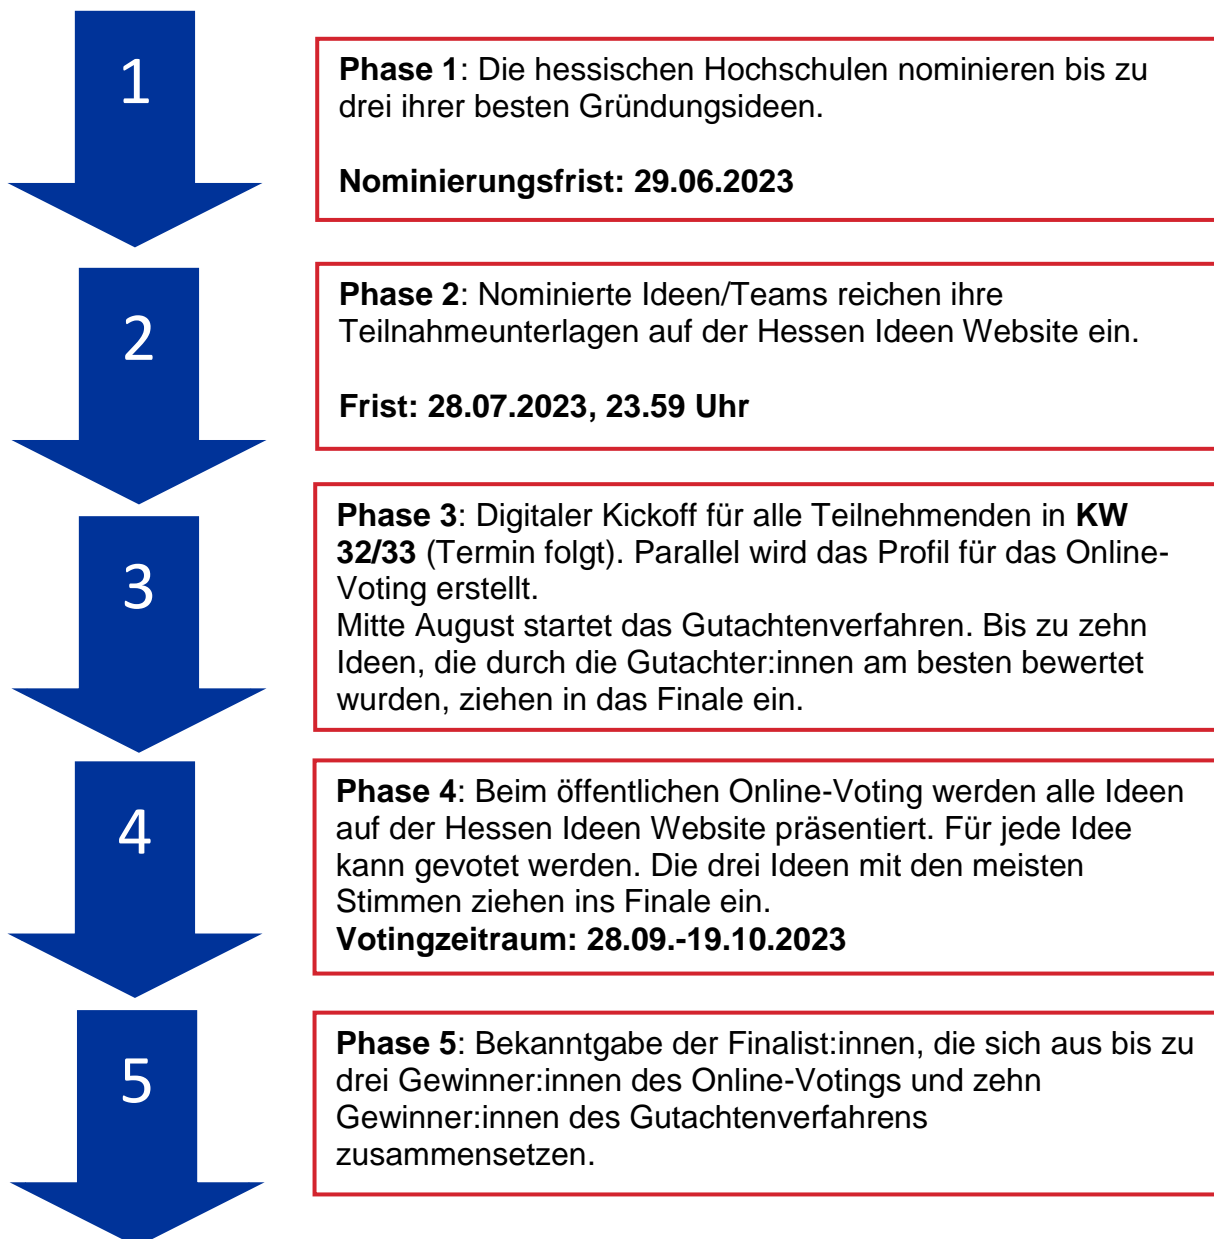 1
Phase 1: Die hessischen Hochschulen nominieren bis zu
drei ihrer besten Gründungsideen.
Nominierungsfrist: 29.06.2023
2
Phase 2: Nominierte Ideen/Teams reichen ihre
Teilnahmeunterlagen auf der Hessen Ideen Website ein.
Frist: 28.07.2023, 23.59 Uhr
3
Phase 3: Digitaler Kickoff für alle Teilnehmenden in KW
32/33 (Termin folgt). Parallel wird das Profil für das Online-
Voting erstellt.
Mitte August startet das Gutachtenverfahren. Bis zu zehn
Ideen, die durch die Gutachter:innen am besten bewertet
wurden, ziehen in das Finale ein.
4
Phase 4: Beim öffentlichen Online-Voting werden alle Ideen
auf der Hessen Ideen Website präsentiert. Für jede Idee
kann gevotet werden. Die drei Ideen mit den meisten
Stimmen ziehen ins Finale ein.
Votingzeitraum: 28.09.-19.10.2023
5
Phase 5: Bekanntgabe der Finalist:innen, die sich aus bis zu
drei Gewinner:innen des Online-Votings und zehn
Gewinner:innen des Gutachtenverfahrens
zusammensetzen.